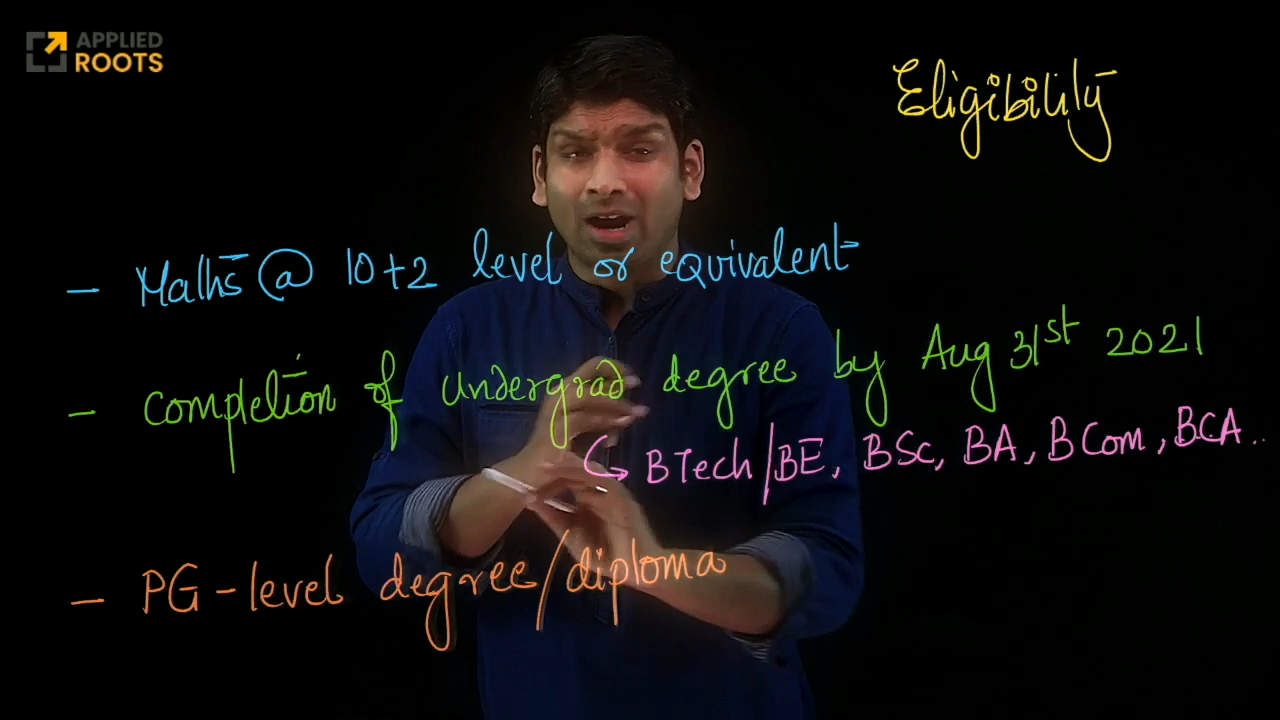 APPLIED
ROOTS
Eligibility
- Maths @ 10+2 level or equivalent
- completion of undergrad degree by Aug 31st 2021
↳ BTech/BE, BSc, BA, BCom, BCA..
- PG-level degree/diploma